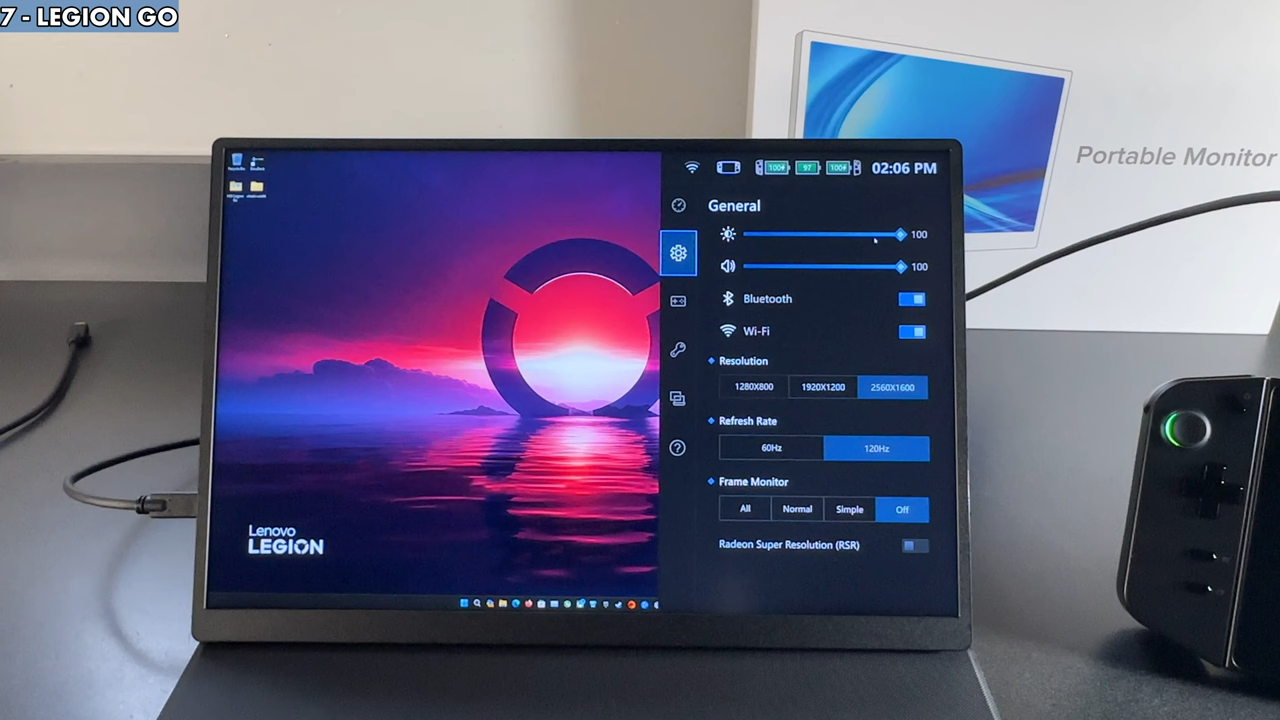 7 - LEGION GO
Portable Monitor
100
97
100
02:06 PM
General
100
100
Bluetooth
Wi-Fi
Resolution
1280X800
1920X1200
2560X1600
Refresh Rate
60Hz
120Hz
Frame Monitor
All
Normal
Simple
Off
Radeon Super Resolution (RSR)
Lenovo
LEGION